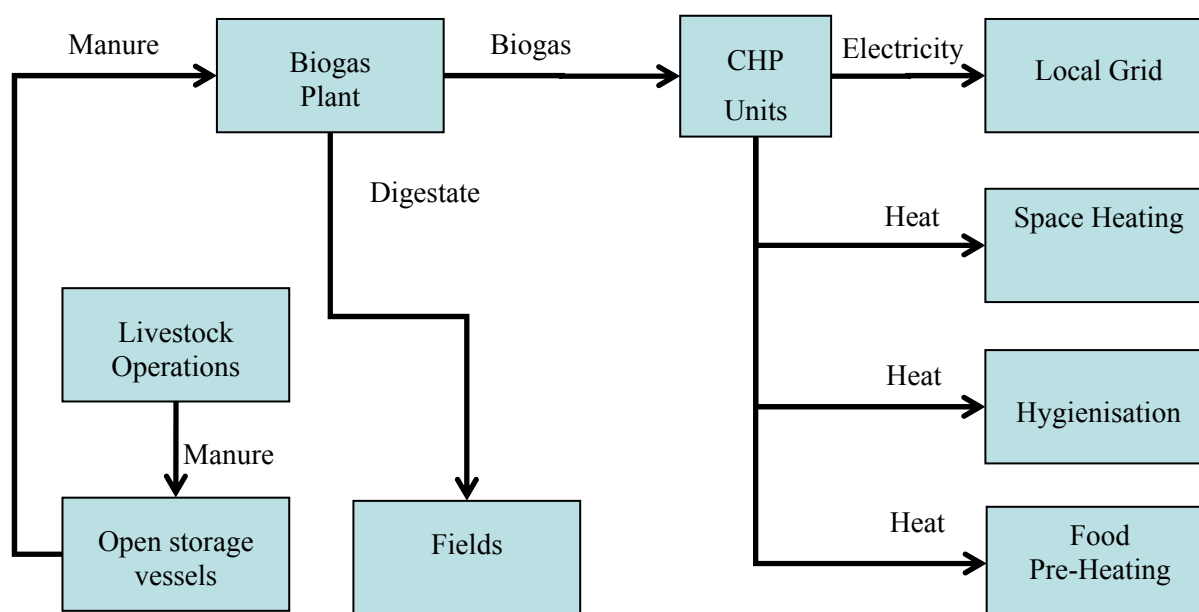 Manure
Biogas
Plant
Biogas
CHP
Units
Electricity
Local Grid
Digestate
Heat
Space Heating
Livestock
Operations
Heat
Hygienisation
Manure
Open storage
vessels
Fields
Heat
Food
Pre-Heating